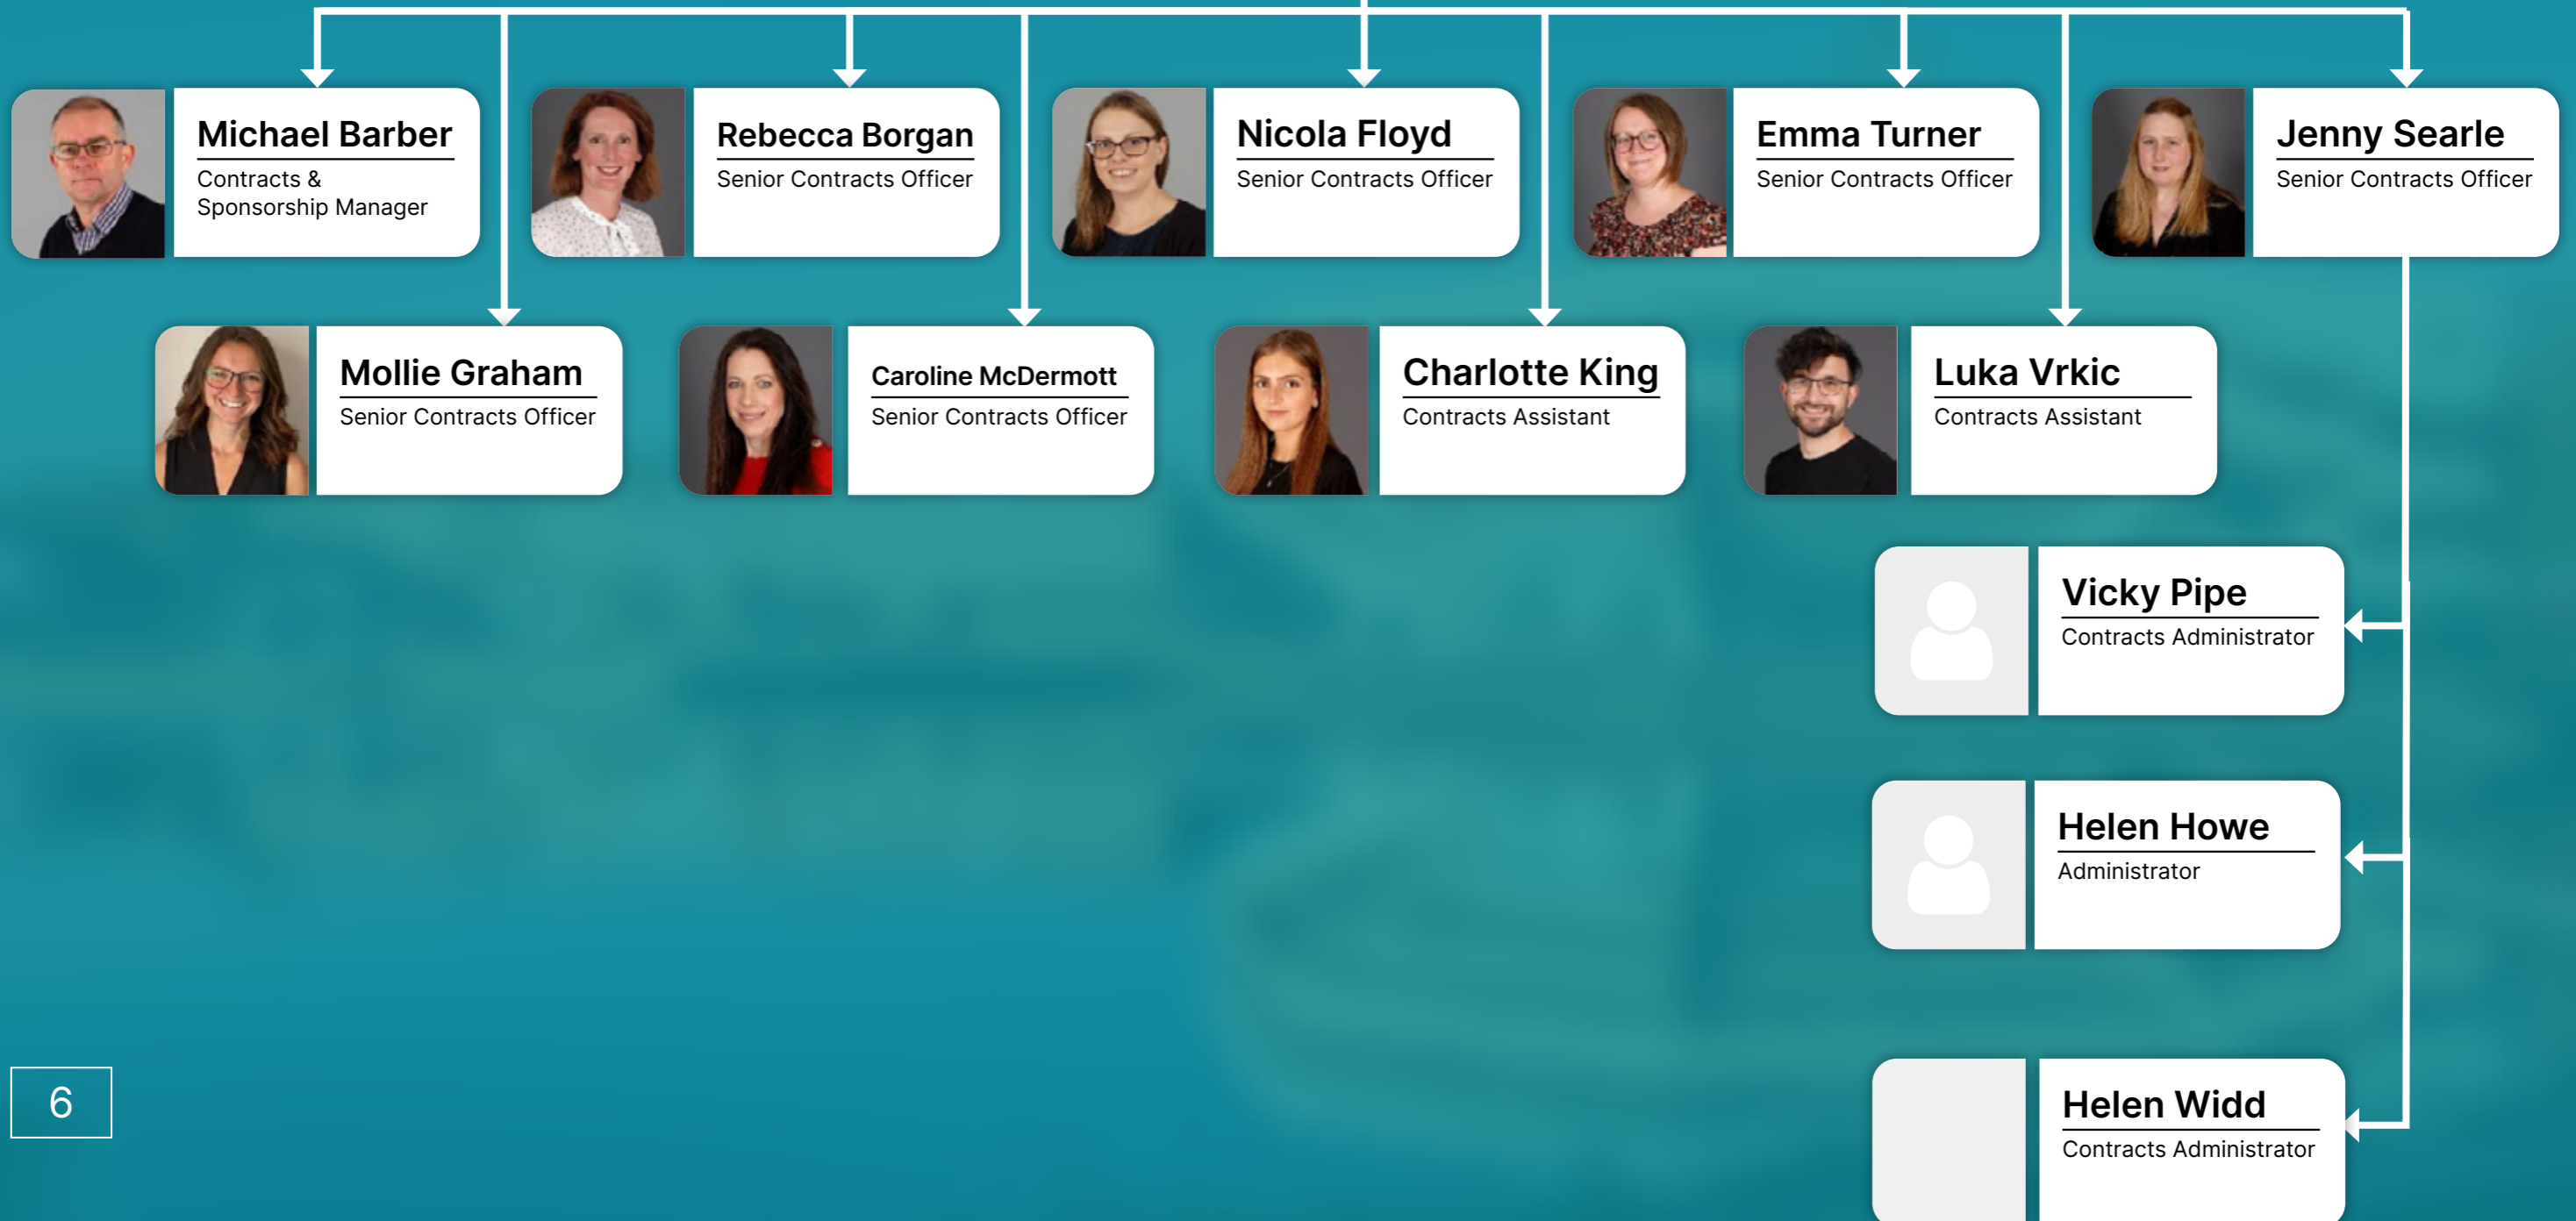 Michael Barber
Contracts &
Sponsorship Manager
Rebecca Borgan
Senior Contracts Officer
Nicola Floyd
Senior Contracts Officer
Emma Turner
Senior Contracts Officer
Jenny Searle
Senior Contracts Officer
Mollie Graham
Senior Contracts Officer
Caroline McDermott
Senior Contracts Officer
Charlotte King
Contracts Assistant
Luka Vrkic
Contracts Assistant
Vicky Pipe
Contracts Administrator
Helen Howe
Administrator
Helen Widd
Contracts Administrator
6